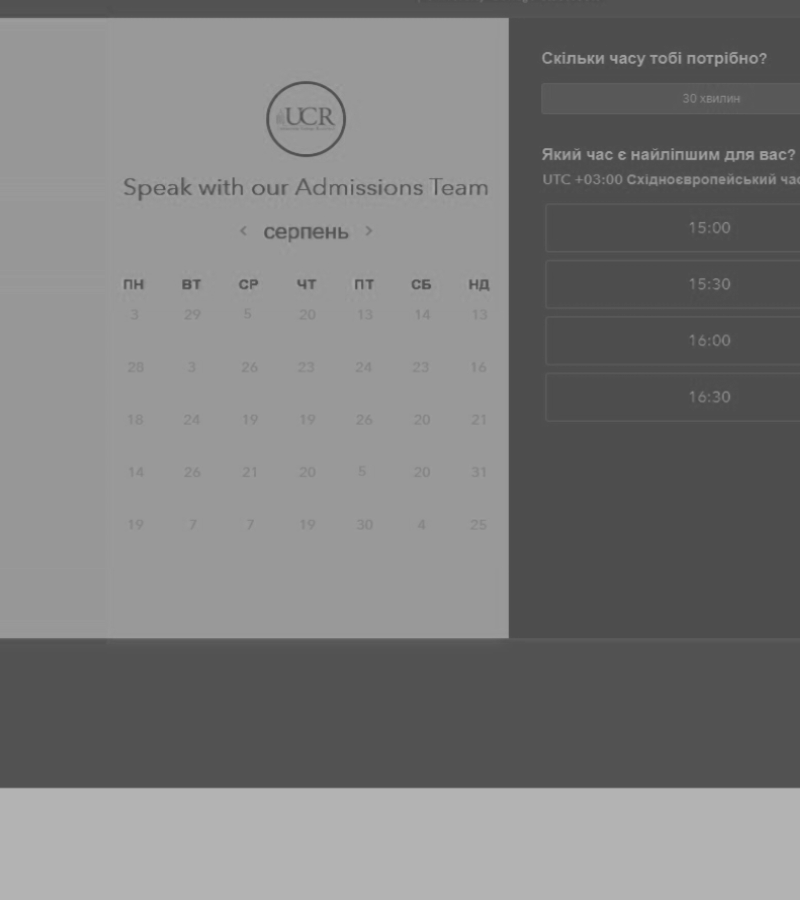 UCR
Speak with our Admissions Team
< серпень >
ПН ВТ СР ЧТ ПТ СБ НД
3 29 5 20 13 14 13
28 3 26 23 24 23 16
18 24 19 19 26 20 21
14 26 21 20 5 20 31
19 7 7 19 30 4 25
Скільки часу тобі потрібно?
30 хвилин
Який час є найліпшим для вас?
UTC +03:00 Східноєвропейський
15:00
15:30
16:00
16:30